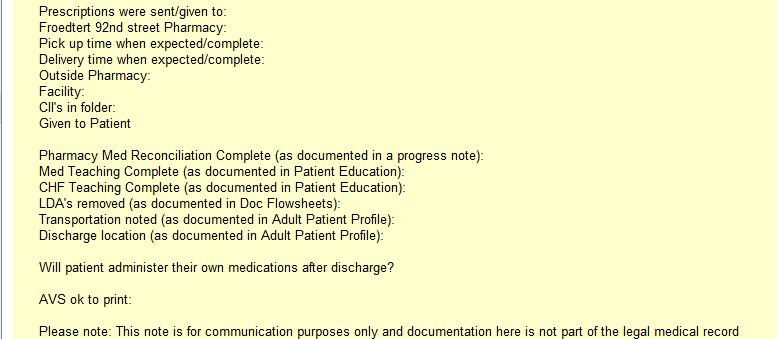 Prescriptions were sent/given to:
Froedtert 92nd street Pharmacy:
Pick up time when expected/complete:
Delivery time when expected/complete:
Outside Pharmacy:
Facility:
CII's in folder:
Given to Patient
Pharmacy Med Reconciliation Complete (as documented in a progress note):
Med Teaching Complete (as documented in Patient Education):
CHF Teaching Complete (as documented in Patient Education):
LDA's removed (as documented in Doc Flowsheets):
Transportation noted (as documented in Adult Patient Profile):
Discharge location (as documented in Adult Patient Profile):
Will patient administer their own medications after discharge?
AVS ok to print:
Please note: This note is for communication purposes only and documentation here is not part of the legal medical record